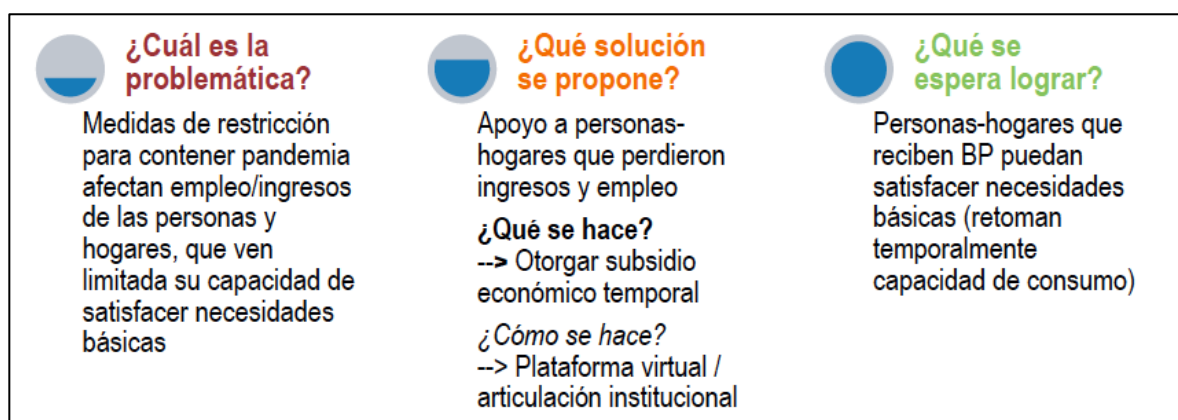 ¿Cuál es la
problemática?
Medidas de restricción
para contener pandemia
afectan empleo/ingresos
de las personas y
hogares, que ven
limitada su capacidad de
satisfacer necesidades
básicas
¿Qué solución
se propone?
Apoyo a personas-
hogares que perdieron
ingresos y empleo
¿Qué se hace?
--> Otorgar subsidio
económico temporal
¿Cómo se hace?
--> Plataforma virtual /
articulación institucional
¿Qué se
espera lograr?
Personas-hogares que
reciben BP puedan
satisfacer necesidades
básicas (retoman
temporalmente
capacidad de consumo)